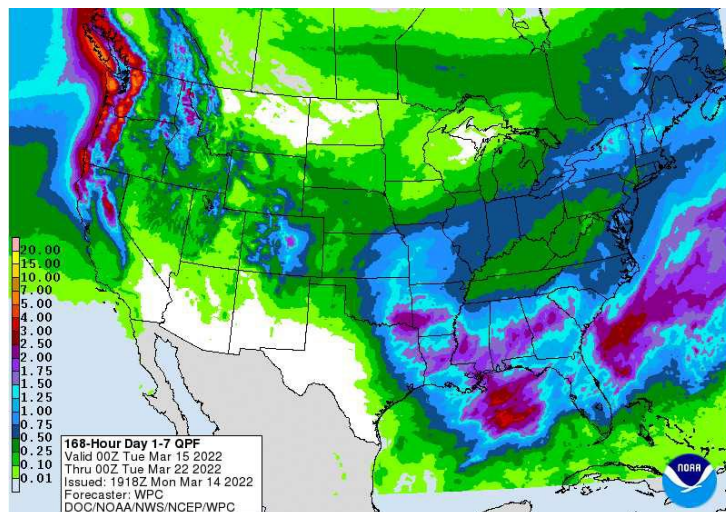 20.00
15.00
10.00
7.00
5.00
4.00
3.00
2.50
2.00
1.75
1.50
1.25
1.00
0.75
0.50
0.25
0.10
0.01
168-Hour Day 1-7 QPF
Valid 00Z Tue Mar 15 2022
Thru 00Z Tue Mar 22 2022
Issued: 1918Z Mon Mar 14 2022
Forecaster: WPC
DOC/NOAA/NWS/NCEP/WPC
NOAA